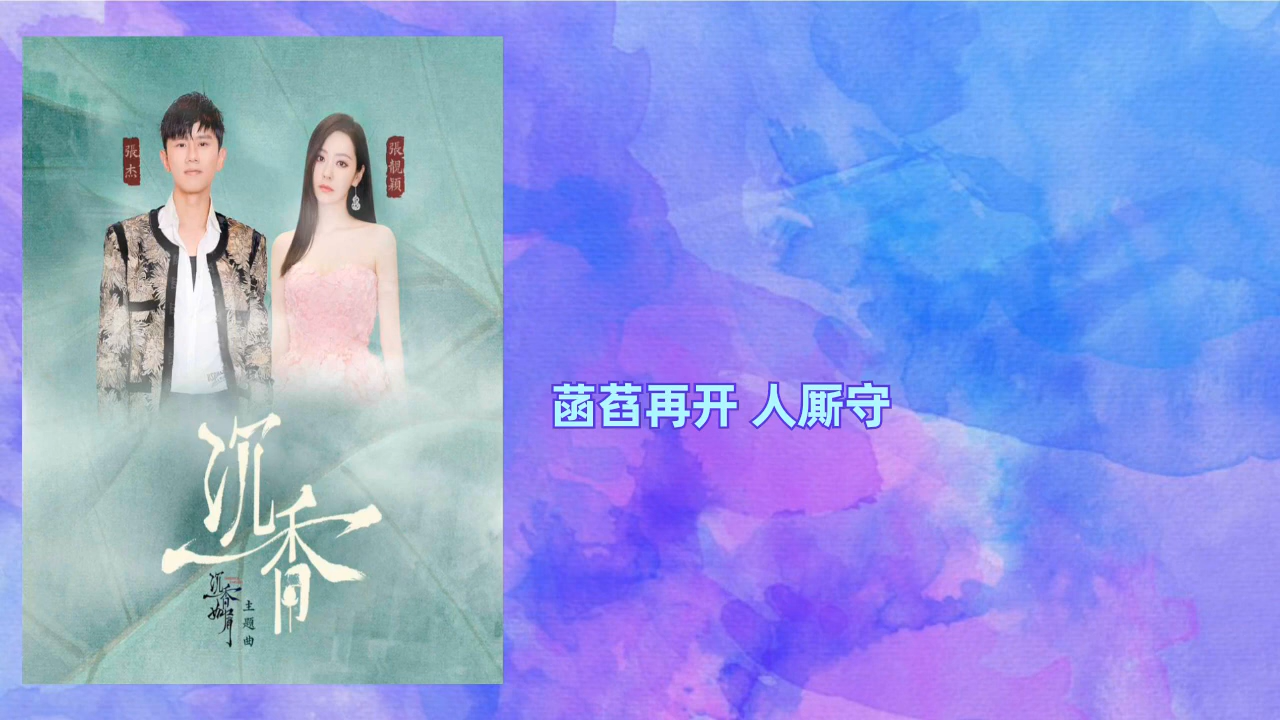 張杰
張靚穎
沉香
沉香如屑
主题曲
菡萏再开 人厮守